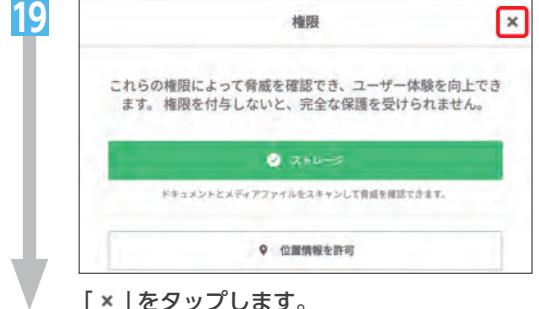 19
権限
×
これらの権限によって脅威を確認でき、ユーザー体験を向上でき
ます。 権限を付与しないと、完全な保護を受けられません。
ストレージ
ドキュメントとメディアファイルをスキャンして脅威を確認できます。
位置情報を許可
「 × 」をタップします。